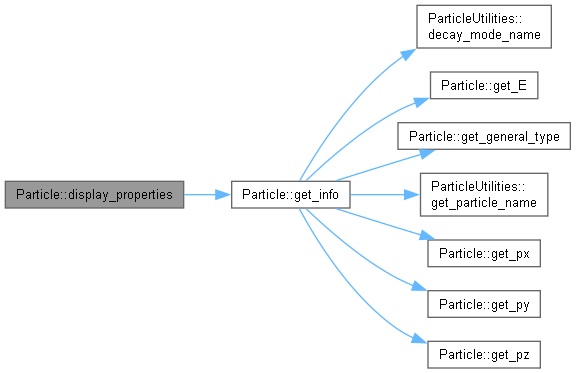 ParticleUtilities::
decay_mode_name
Particle::get_E
Particle::get_general_type
Particle::display_properties
Particle::get_info
ParticleUtilities::
get_particle_name
Particle::get_px
Particle::get_py
Particle::get_pz